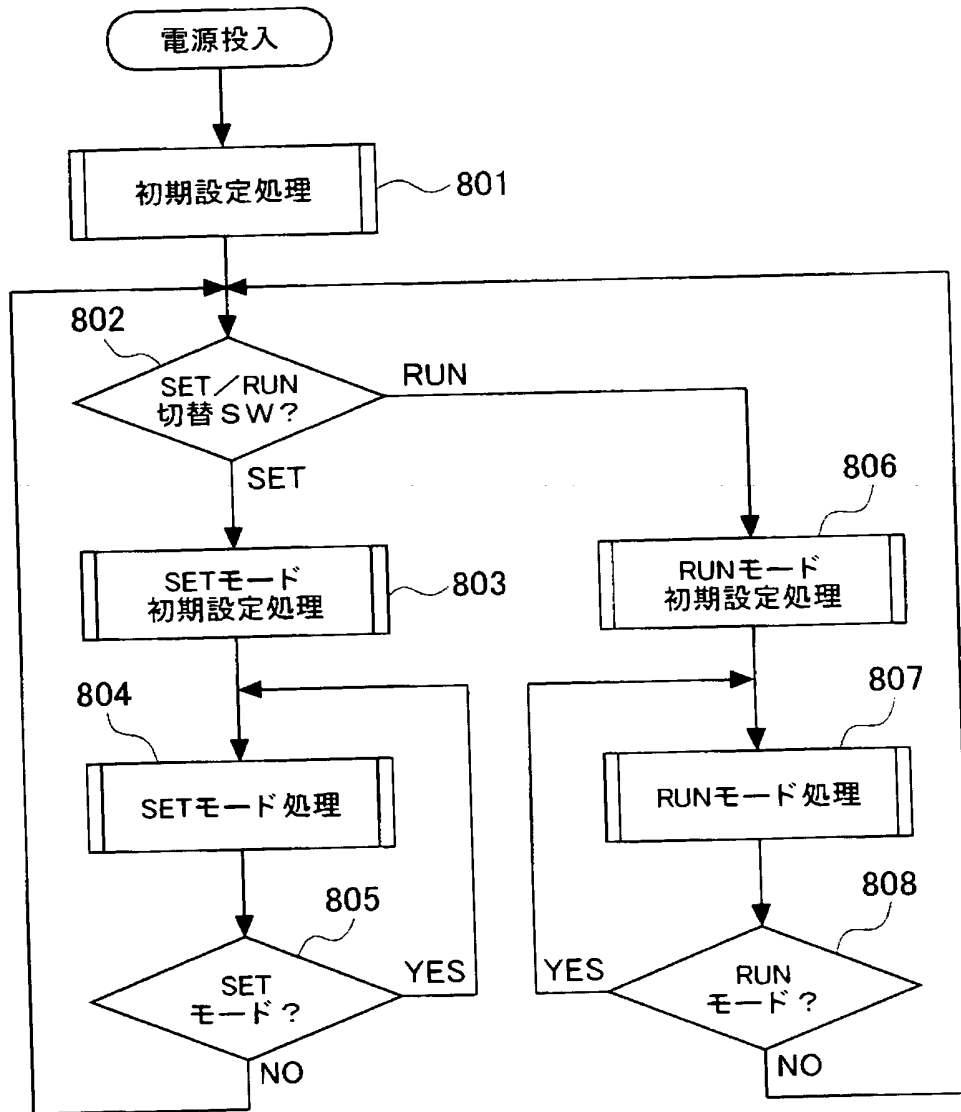 電源投入
初期設定処理
801
802
SET／RUN
切替SW？
RUN
SET
SETモード
初期設定処理
803
806
RUNモード
初期設定処理
804
SETモード処理
807
RUNモード処理
805
SET
モード？
YES
NO
808
RUN
モード？
YES
NO